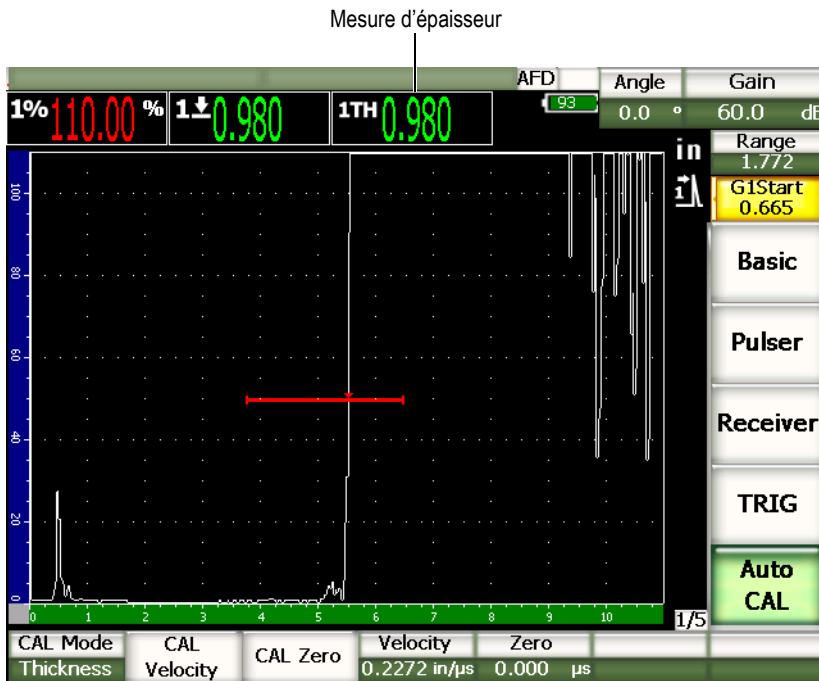 Mesure d'épaisseur
AFD
Angle
Gain
1% 110.00 %
1 0.980
1TH 0.980
93
0.0 º
60.0 dB
in
Range
1.772
1
G1Start
0.665
Basic
Pulser
Receiver
TRIG
Auto
CAL
100
80
60
40
20
0
0 1 2 3 4 5 6 7 8 9 10
1/5
CAL Mode
Thickness
CAL
Velocity
CAL Zero
Velocity
0.2272 in/µs
Zero
0.000 µs